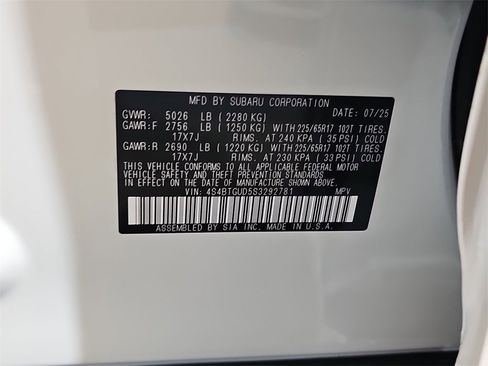 MFD BY SUBARU CORPORATION
GVWR: 5026 LB (2280 KG) DATE: 07/25
GAWR:F 2756 LB (1250 KG) WITH 225/65R17 102T TIRES.
17X7J RIMS. AT 240 KPA (35 PSI) COLD
GAWR:R 2690 LB (1220 KG) WITH 225/65R17 102T TIRES.
17X7J RIMS. AT 230 KPA (33 PSI) COLD
THIS VEHICLE CONFORMS TO ALL APPLICABLE FEDERAL MOTOR
VEHICLE SAFETY AND THEFT PREVENTION STANDARDS
IN EFFECT ON THE DATE OF MANUFACTURE SHOWN ABOVE.
VIN: 4S4BTGUD5S3292781 MPV
ASSEMBLED BY SIA INC. MADE IN U.S.A.